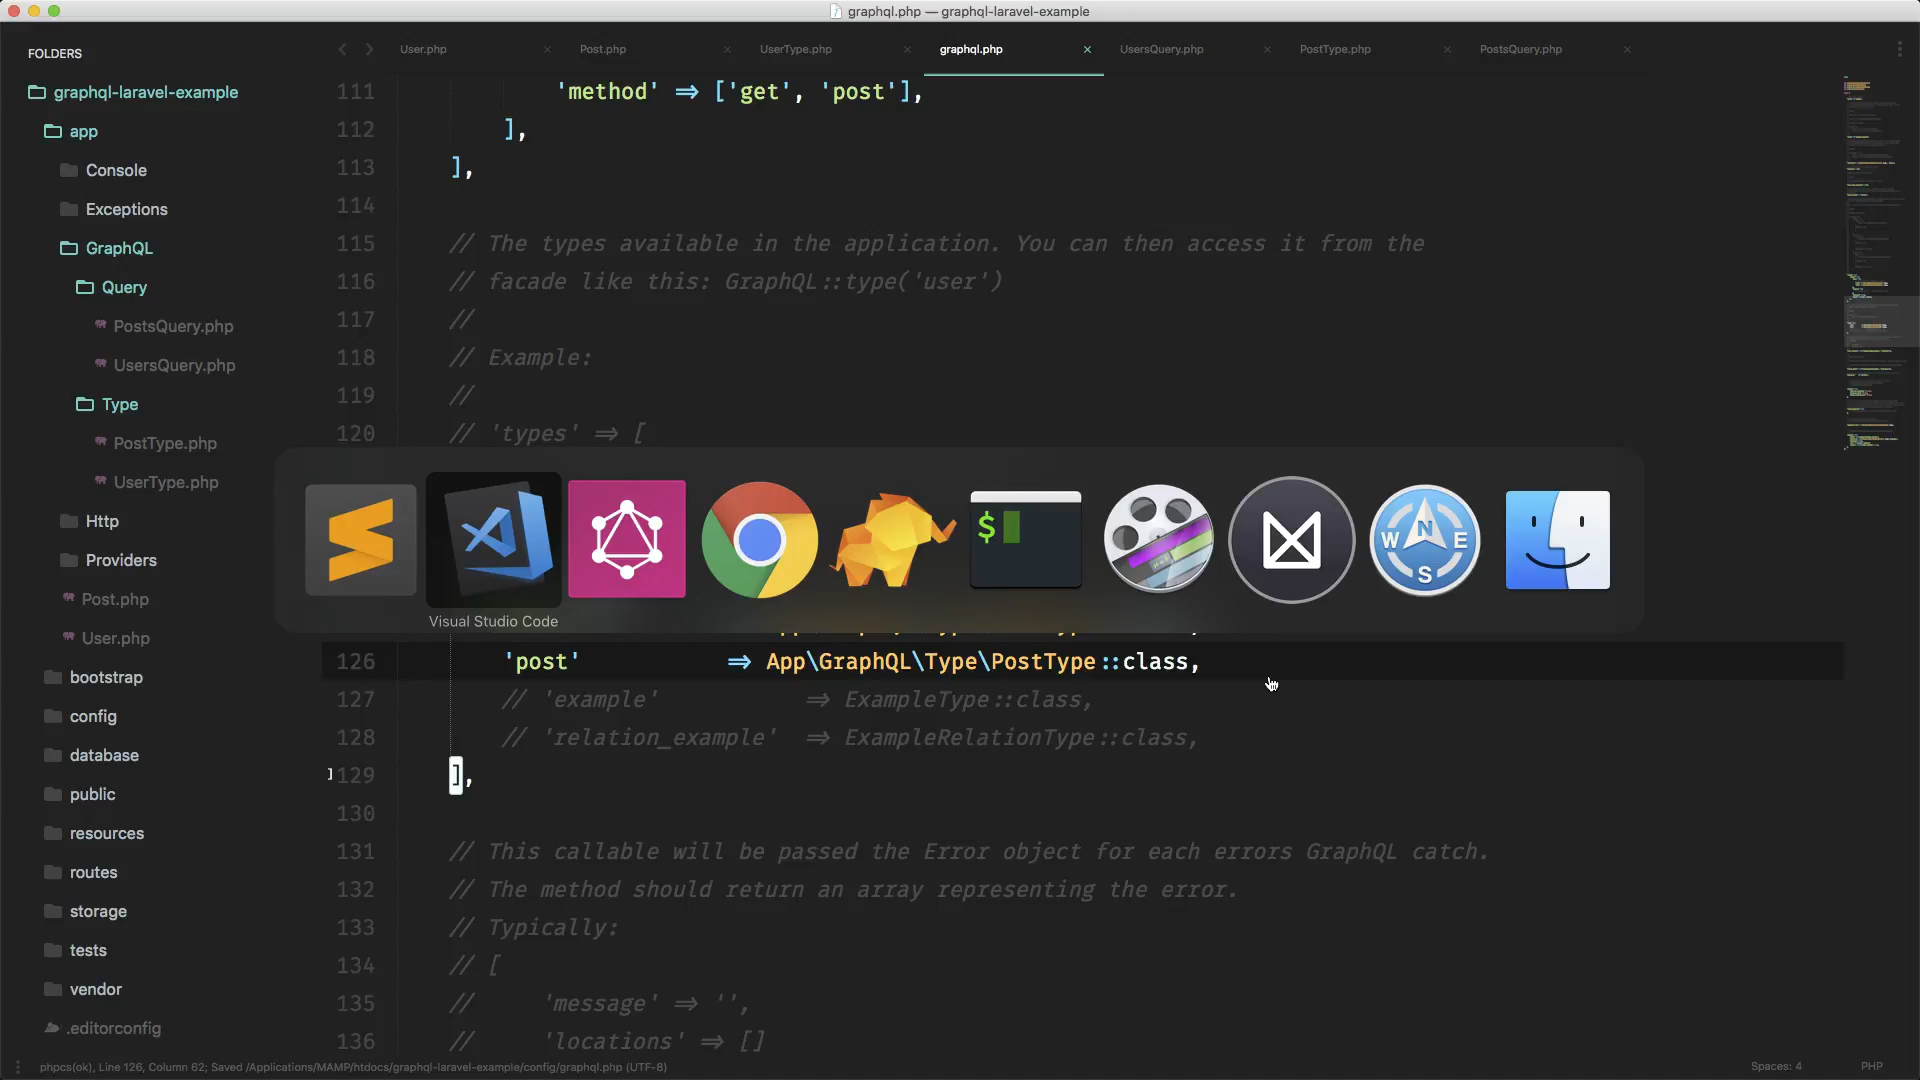 graphql.php — graphql-laravel-example
FOLDERS
graphql-laravel-example
app
Console
Exceptions
GraphQL
Query
PostsQuery.php
UsersQuery.php
Type
PostType.php
UserType.php
Http
Providers
Post.php
User.php
bootstrap
config
database
public
resources
routes
storage
tests
vendor
.editorconfig
User.php
Post.php
UserType.php
graphql.php
UsersQuery.php
PostType.php
PostsQuery.php
111 'method' => ['get', 'post'],
112 ],
113 ],
114
115 // The types available in the application. You can then access it from the
116 // facade like this: GraphQL::type('user')
117 //
118 // Example:
119 //
120 // 'types' => [
$
N
W E
S
Visual Studio Code
126 'post' => App\GraphQL\Type\PostType::class,
127 // 'example' => ExampleType::class,
128 // 'relation_example' => ExampleRelationType::class,
] 129 ],
130
131 // This callable will be passed the Error object for each errors GraphQL catch.
132 // The method should return an array representing the error.
133 // Typically:
134 // [
135 // 'message' => '',
136 // 'locations' => []
phpcs(ok), Line 126, Column 62; Saved /Applications/MAMP/htdocs/graphql-laravel-example/config/graphql.php (UTF-8)
Spaces: 4
PHP